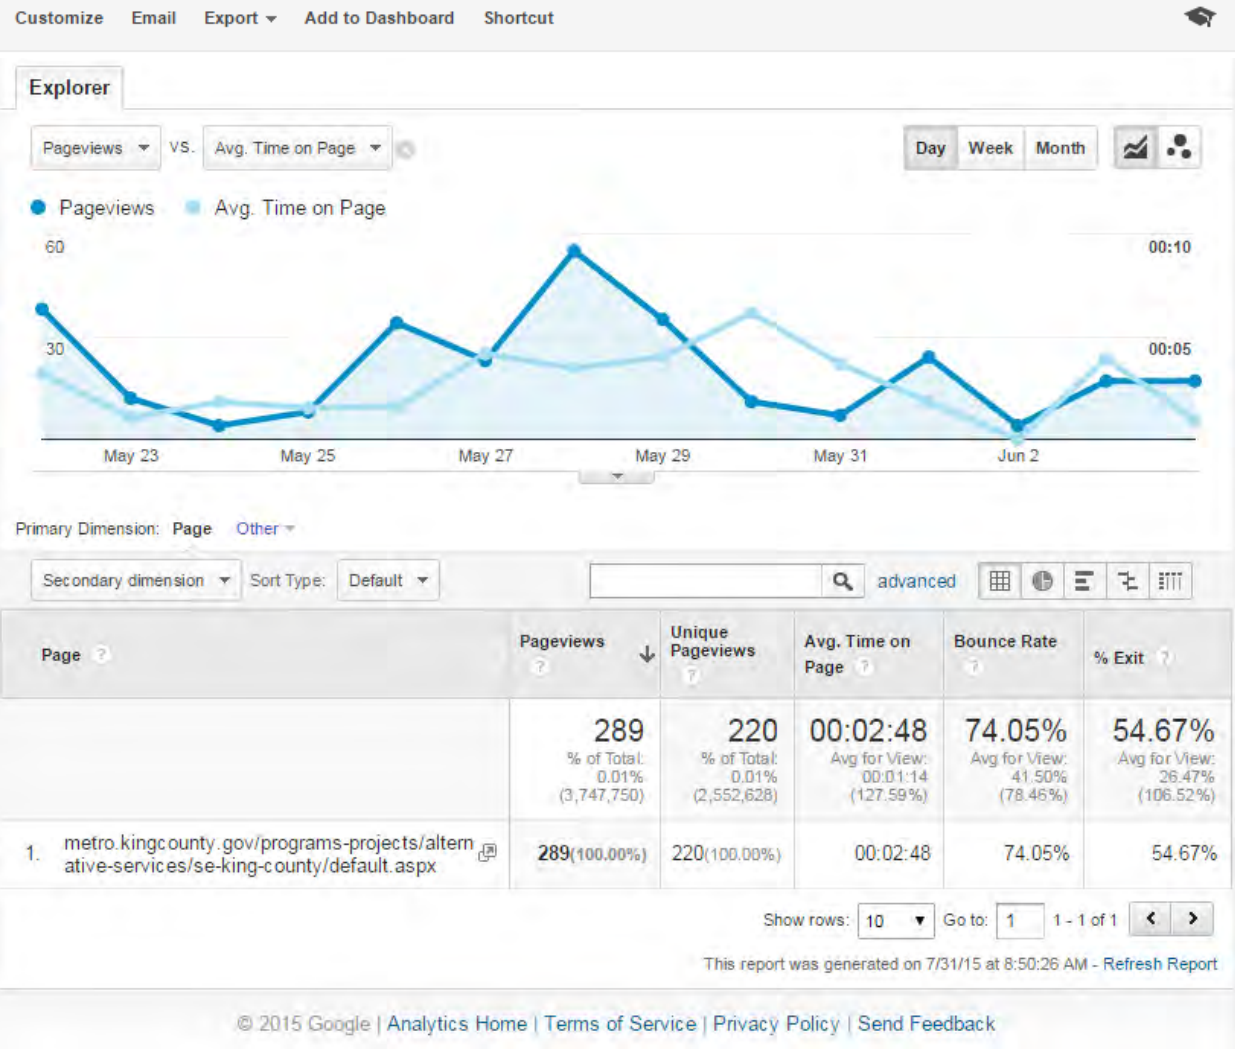 Customize Email Export Add to Dashboard Shortcut
Explorer
Pageviews VS. Avg. Time on Page Day Week Month
Pageviews Avg. Time on Page
60 00:10
30 00:05
May 23 May 25 May 27 May 29 May 31 Jun 2
Primary Dimension: Page Other
Secondary dimension Sort Type: Default advanced
Page ? Pageviews ? Unique Pageviews ? Avg. Time on Page ? Bounce Rate ? % Exit ?
289 220 00:02:48 74.05% 54.67%
% of Total: % of Total: Avg for View: Avg for View: Avg for View:
0.01% 0.01% 00:01:14 41.50% 26.47%
(3,747,750) (2,552,628) (127.59%) (78.46%) (106.52%)
1. metro.kingcounty.gov/programs-projects/altern
ative-services/se-king-county/default.aspx
289(100.00%) 220(100.00%) 00:02:48 74.05% 54.67%
Show rows: 10 Go to: 1 1 - 1 of 1
This report was generated on 7/31/15 at 8:50:26 AM - Refresh Report
© 2015 Google | Analytics Home | Terms of Service | Privacy Policy | Send Feedback